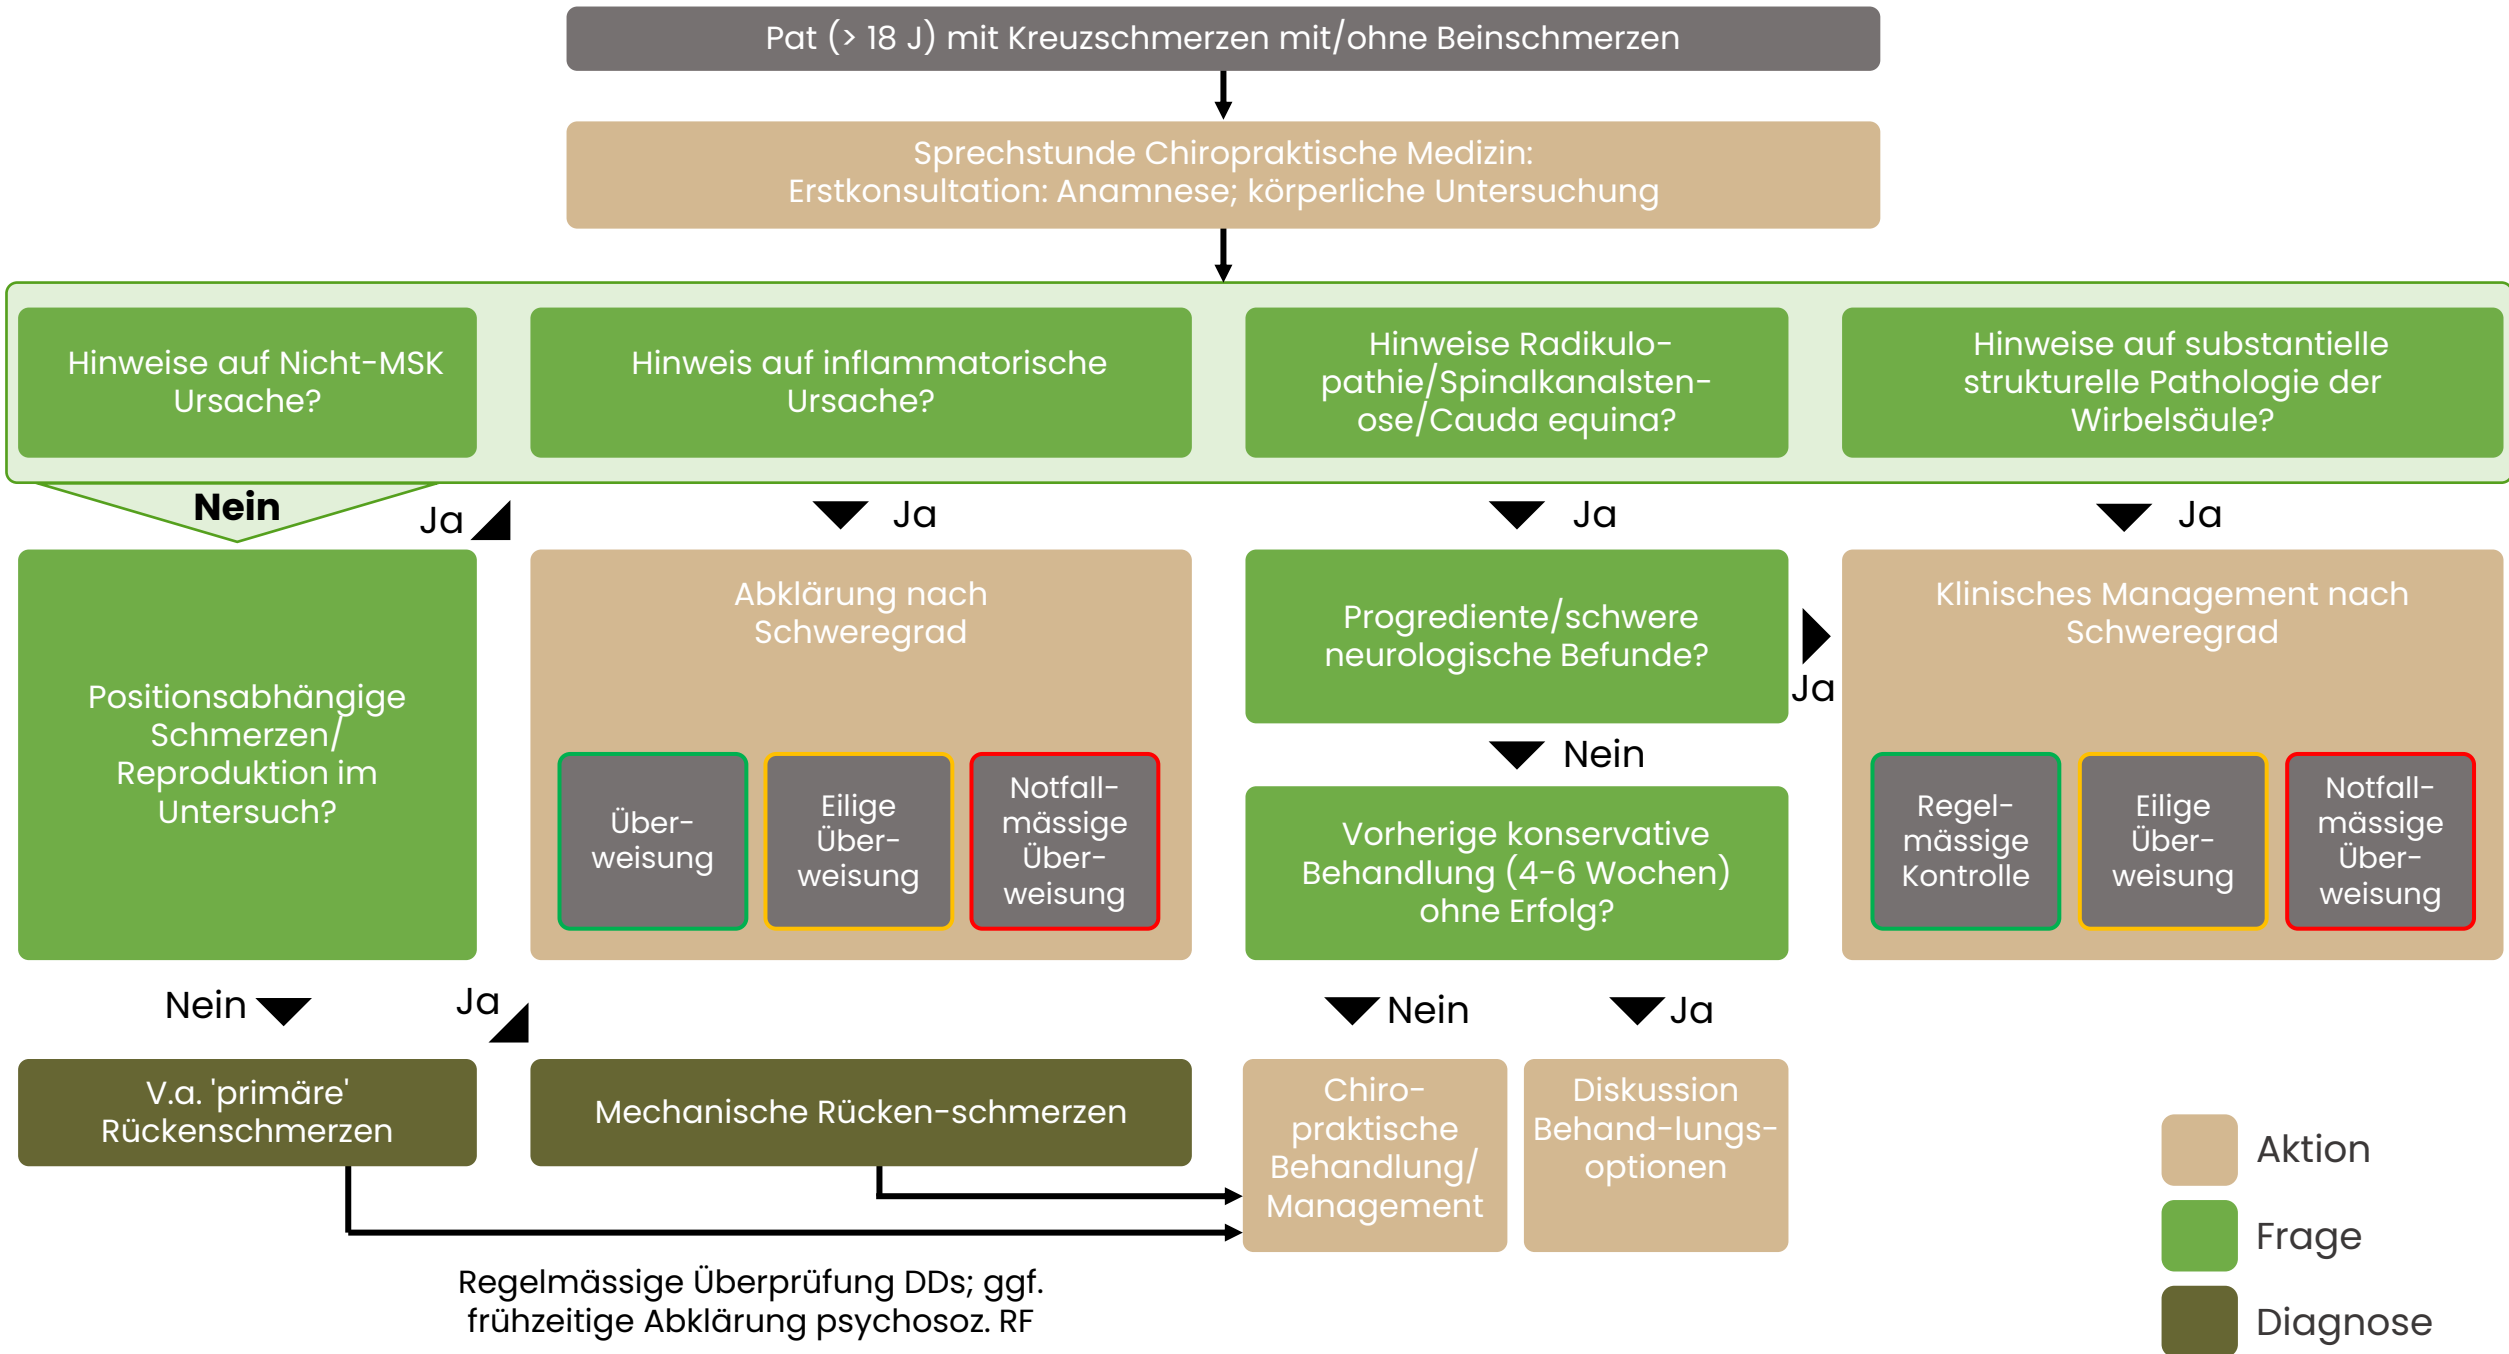 Pat (> 18 J) mit Kreuzschmerzen mit/ohne Beinschmerzen
Sprechstunde Chiropraktische Medizin:
Erstkonsultation: Anamnese; körperliche Untersuchung
Hinweise auf Nicht-MSK
Ursache?
Hinweis auf inflammatorische
Ursache?
Hinweise Radikulo-
pathie/Spinalkanalsten-
ose/Cauda equina?
Hinweise auf substantielle
strukturelle Pathologie der
Wirbelsäule?
Nein
Ja
Ja
Ja
Ja
Positionsabhängige
Schmerzen/
Reproduktion im
Untersuch?
Abklärung nach
Schweregrad
Über-
weisung
Eilige
Über-
weisung
Notfall-
mässige
Über-
weisung
Progrediente/schwere
neurologische Befunde?
Ja
Nein
Vorherige konservative
Behandlung (4-6 Wochen)
ohne Erfolg?
Klinisches Management nach
Schweregrad
Regel-
mässige
Kontrolle
Eilige
Über-
weisung
Notfall-
mässige
Über-
weisung
Nein
Ja
Nein
Ja
V.a. 'primäre'
Rückenschmerzen
Mechanische Rücken-schmerzen
Chiro-
praktische
Behandlung/
Management
Diskussion
Behand-lungs-
optionen
Regelmässige Überprüfung DDs; ggf.
frühzeitige Abklärung psychosoz. RF
Aktion
Frage
Diagnose